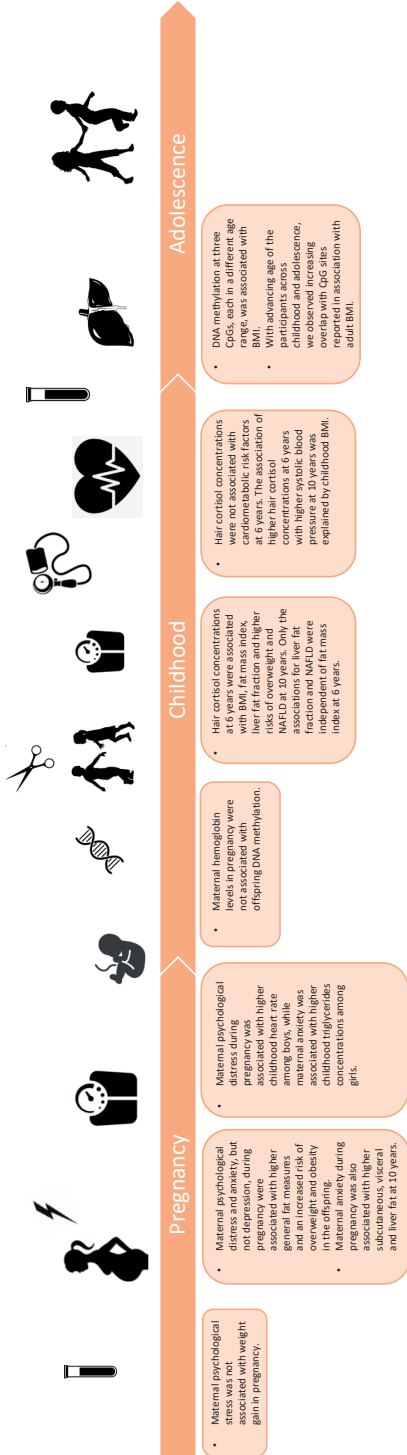 Pregnancy
Childhood
Adolescence
• Maternal psychological
stress was not
associated with weight
gain in pregnancy.
• Maternal psychological
distress and anxiety, but
not depression, during
pregnancy were
associated with higher
general fat measures
and an increased risk of
overweight and obesity
in the offspring.
• Maternal anxiety during
pregnancy was also
associated with higher
subcutaneous, visceral
and liver fat at 10 years.
• Maternal psychological
distress during
pregnancy was
associated with higher
childhood heart rate
among boys, while
maternal anxiety was
associated with higher
childhood triglycerides
concentrations among
girls.
• Maternal hemoglobin
levels in pregnancy were
not associated with
offspring DNA methylation.
• Hair cortisol concentrations
at 6 years were associated
with BMI, fat mass index,
liver fat fraction and higher
risks of overweight and
NAFLD at 10 years. Only the
associations for liver fat
fraction and NAFLD were
independent of fat mass
index at 6 years.
• Hair cortisol concentrations
were not associated with
cardiometabolic risk factors
at 6 years. The association of
higher hair cortisol
concentrations at 6 years
with higher systolic blood
pressure at 10 years was
explained by childhood BMI.
• DNA methylation at three
CpGs, each in a different age
range, was associated with
BMI.
• With advancing age of the
participants across
childhood and adolescence,
we observed increasing
overlap with CpG sites
reported in association with
adult BMI.